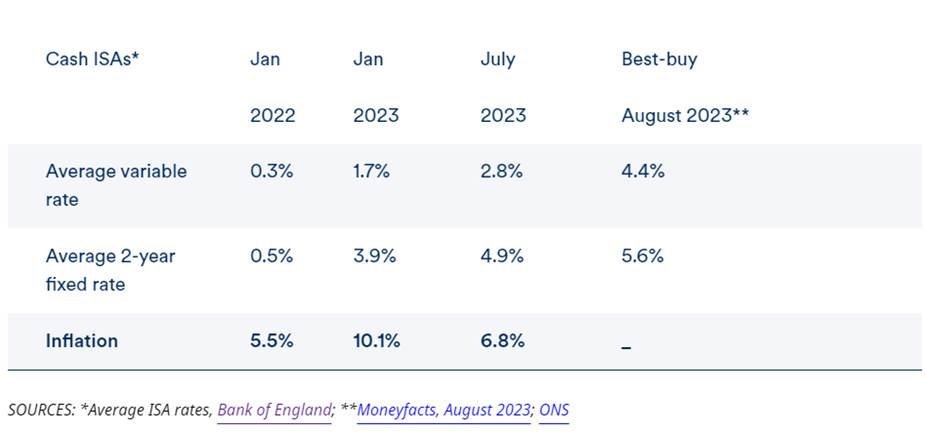 Cash ISAs* Jan Jan July Best-buy
2022 2023 2023 August 2023**
Average variable 0.3% 1.7% 2.8% 4.4%
rate
Average 2-year 0.5% 3.9% 4.9% 5.6%
fixed rate
Inflation 5.5% 10.1% 6.8% _
SOURCES: *Average ISA rates, Bank of England; **Moneyfacts, August 2023; ONS